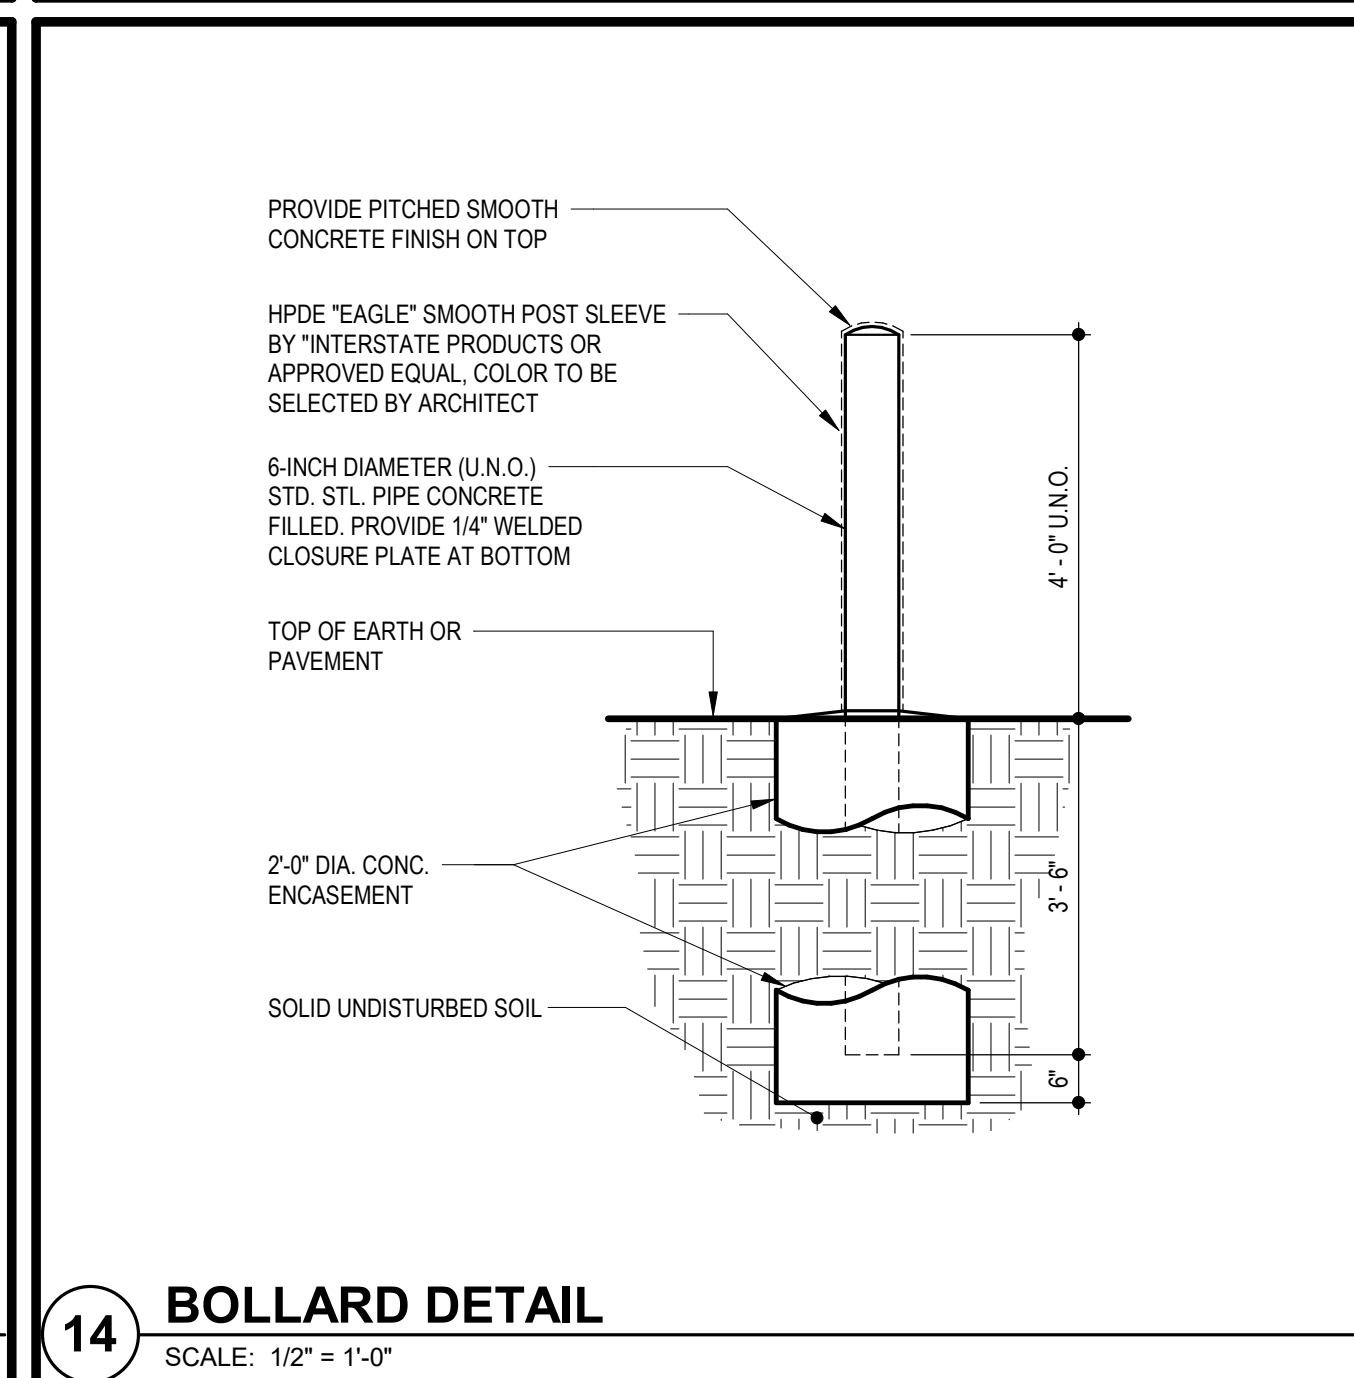 PROVIDE PITCHED SMOOTH
CONCRETE FINISH ON TOP
HPDE "EAGLE" SMOOTH POST SLEEVE
BY "INTERSTATE PRODUCTS OR
APPROVED EQUAL, COLOR TO BE
SELECTED BY ARCHITECT
6-INCH DIAMETER (U.N.O.)
STD. STL. PIPE CONCRETE
FILLED. PROVIDE 1/4" WELDED
CLOSURE PLATE AT BOTTOM
TOP OF EARTH OR
PAVEMENT
2'-0" DIA. CONC.
ENCASEMENT
SOLID UNDISTURBED SOIL
4' - 0" U.N.O.
3' - 6"
6"
14
BOLLARD DETAIL
SCALE: 1/2" = 1'-0"